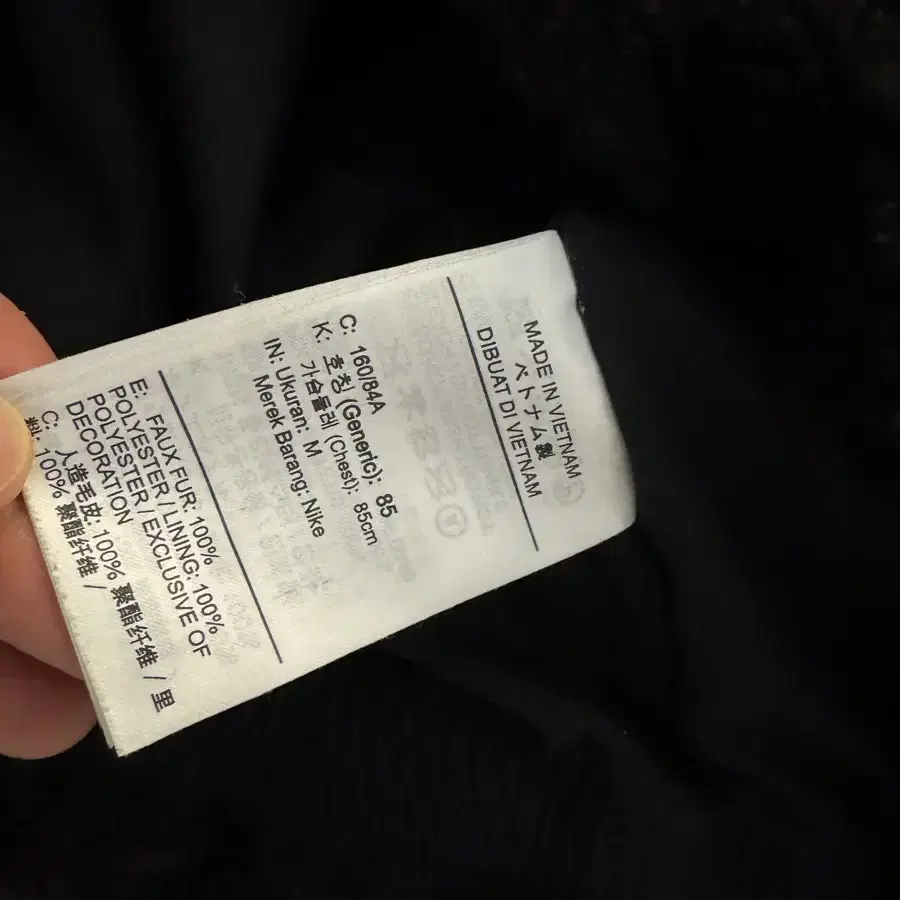 MADE IN VIETNAM
ベトナム製
DIBUAT DI VIETNAM
C: 160/84A
K: 호칭 (Generic): 85
가슴둘레 (Chest): 85cm
IN: Ukuran: M
Merek Barang: Nike
E: FAUX FUR: 100%
POLYESTER / LINING: 100%
POLYESTER / EXCLUSIVE OF
DECORATION
C: 人造毛皮: 100% 聚酯纤维 / 里
料: 100% 聚酯纤维 /